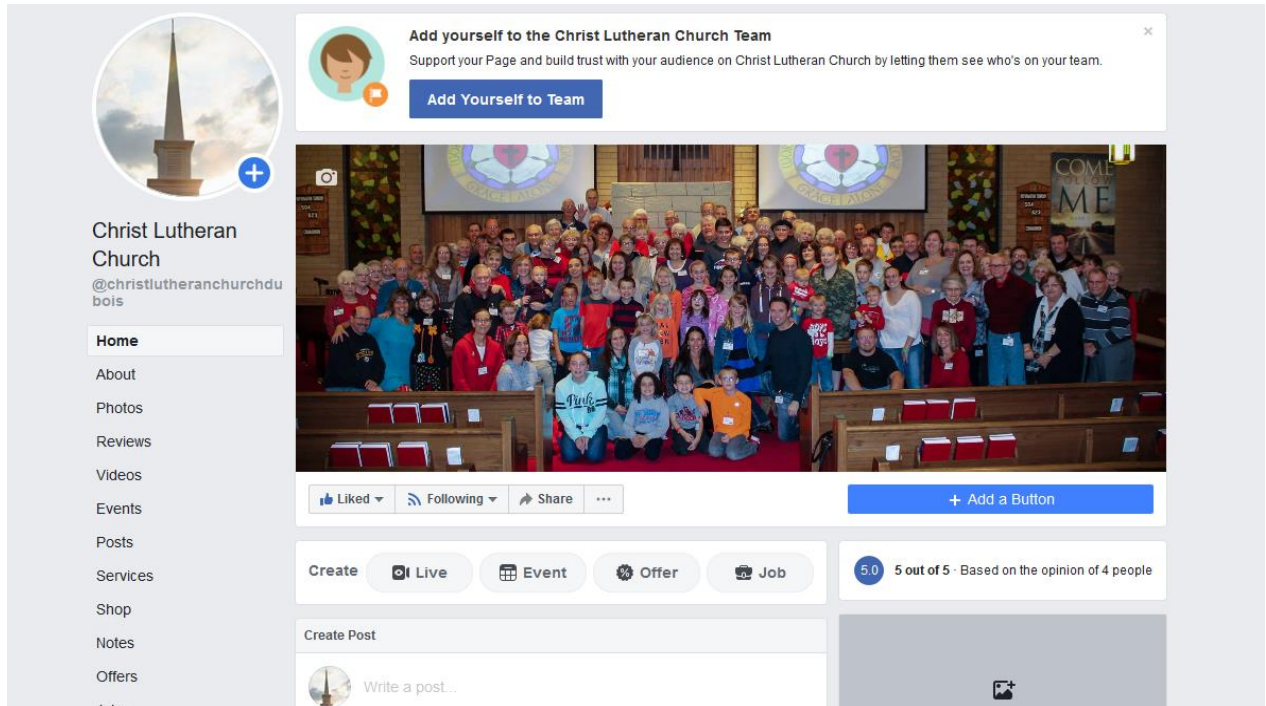 Add yourself to the Christ Lutheran Church Team
Support your Page and build trust with your audience on Christ Lutheran Church by letting them see who's on your team.
Add Yourself to Team
Christ Lutheran
Church
@christlutheranchurchdu
bois
Home
About
Photos
Reviews
Videos
Events
Posts
Services
Shop
Notes
Offers
GRACE ALONE
COME
ME
Pink
Liked
Following
Share
+ Add a Button
Create
Live
Event
Offer
Job
5.0
5 out of 5 · Based on the opinion of 4 people
Create Post
Write a post...